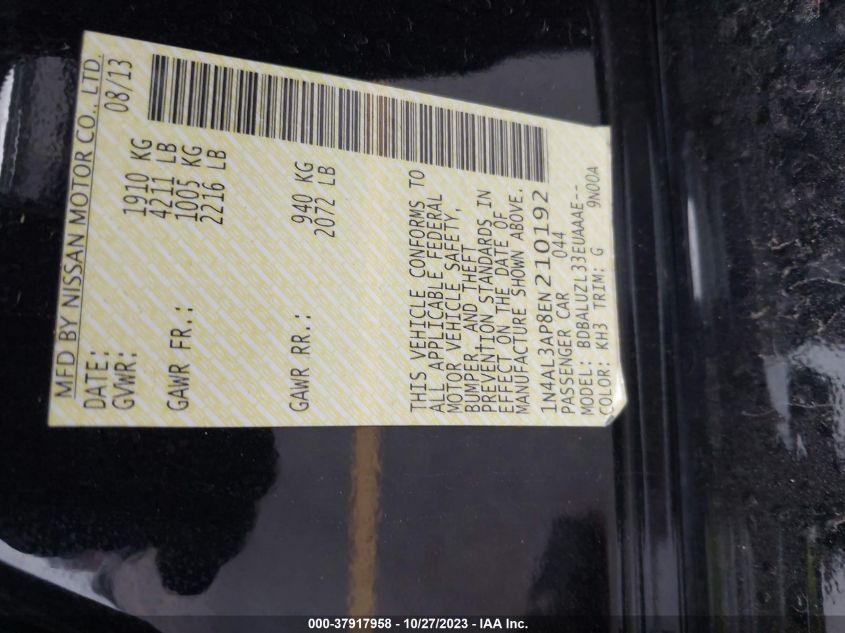 MFD BY NISSAN MOTOR CO., LTD.
DATE: 08/13
GVWR: 1910 KG
4211 LB
GAWR FR.: 1005 KG
2216 LB
GAWR RR.: 940 KG
2072 LB
THIS VEHICLE CONFORMS TO
ALL APPLICABLE FEDERAL
MOTOR VEHICLE SAFETY,
BUMPER, AND THEFT
PREVENTION STANDARDS IN
EFFECT ON THE DATE OF
MANUFACTURE SHOWN ABOVE.
1N4AL3AP8EN210192
PASSENGER CAR 044
MODEL: BDBALUZL33EUAAAE--
COLOR: KH3 TRIM: G 9N00A
000-37917958 - 10/27/2023 - IAA Inc.